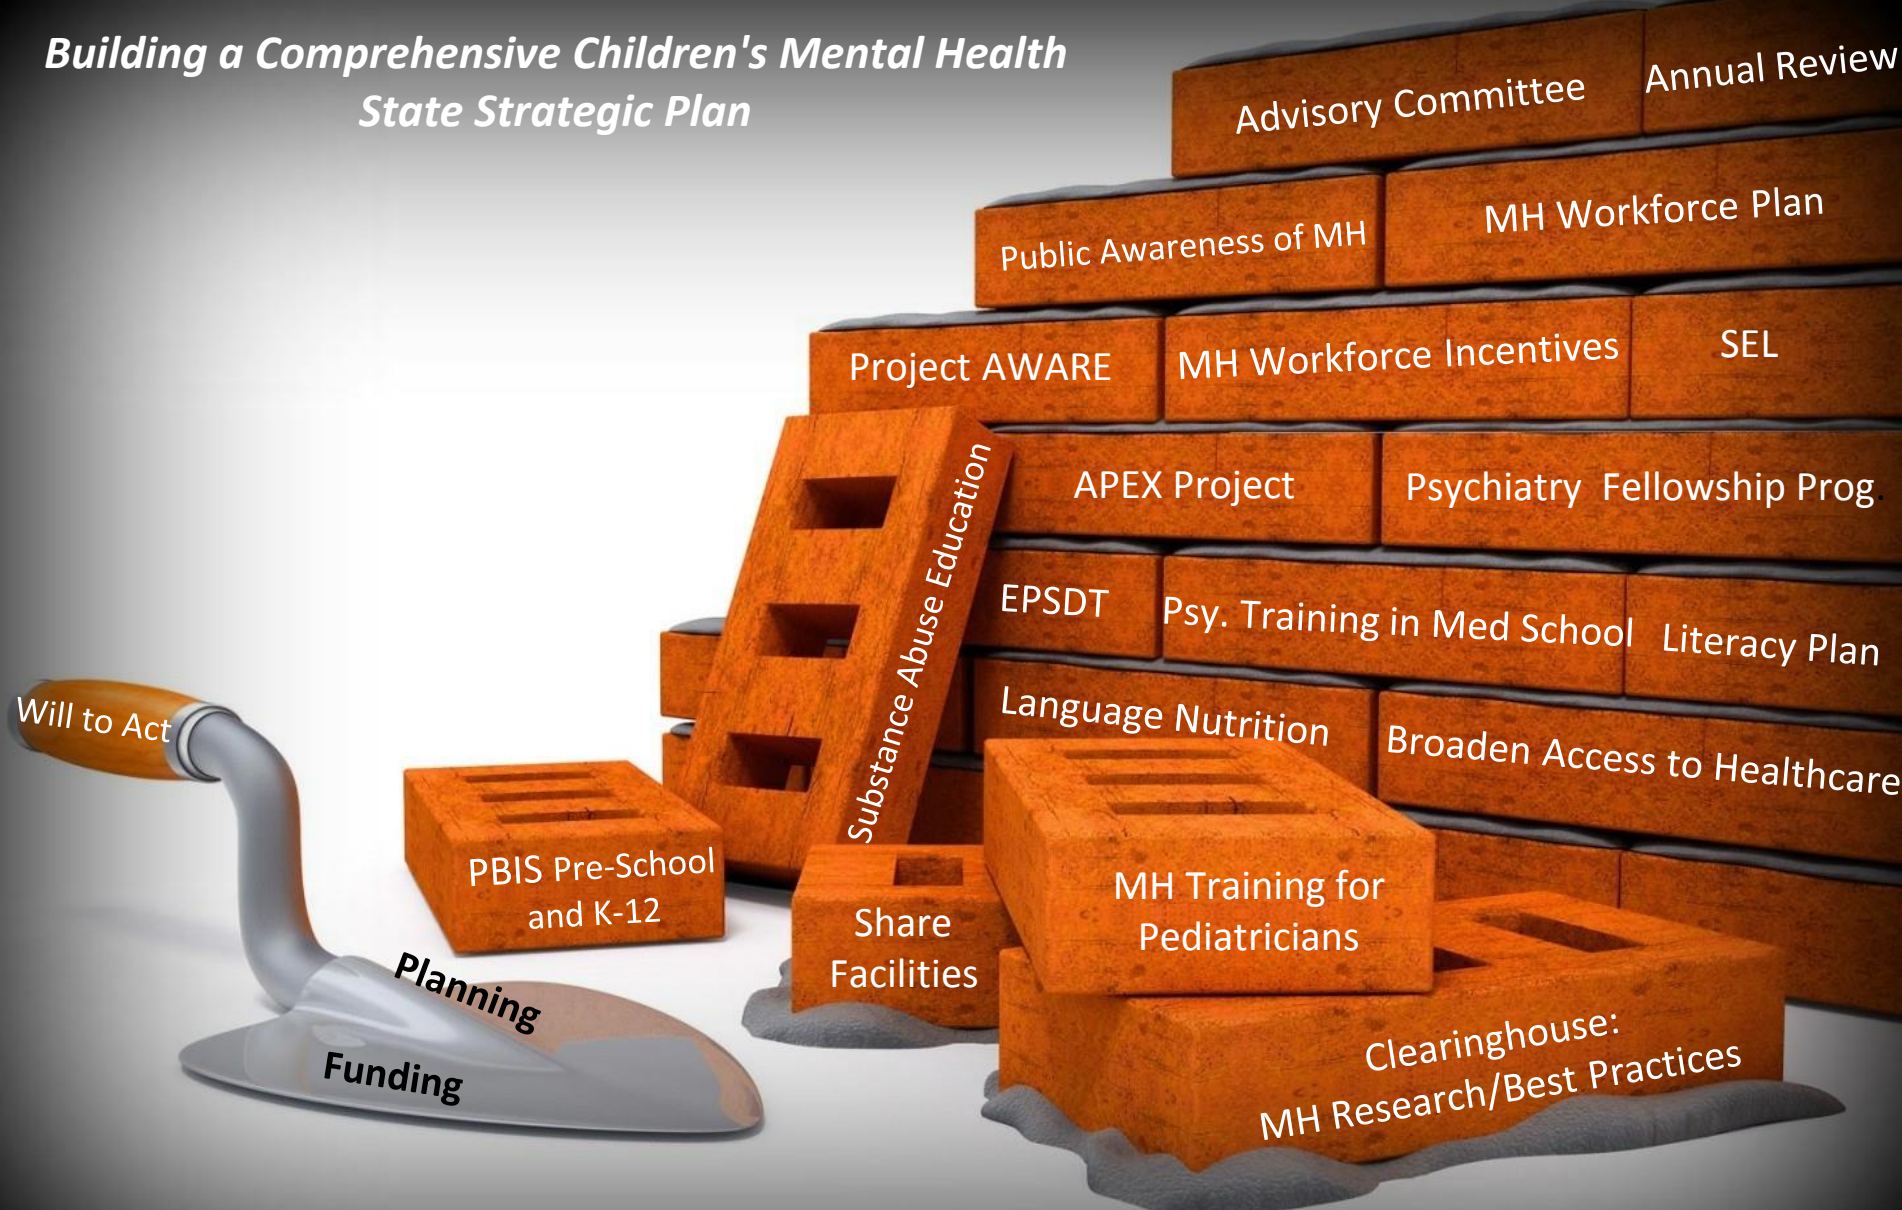 Building a Comprehensive Children's Mental Health
State Strategic Plan
Advisory Committee
Annual Review
Public Awareness of MH
MH Workforce Plan
Project AWARE
MH Workforce Incentives
SEL
APEX Project
Psychiatry Fellowship Prog.
Substance Abuse Education
EPSDT
Psy. Training in Med School
Literacy Plan
Language Nutrition
Broaden Access to Healthcare
Will to Act
PBIS Pre-School
and K-12
Share
Facilities
MH Training for
Pediatricians
Planning
Funding
Clearinghouse:
MH Research/Best Practices